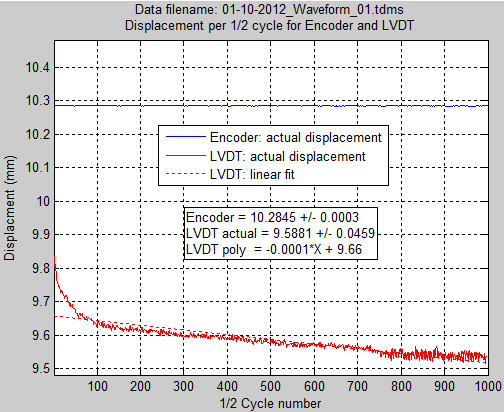 Data filename: 01-10-2012_Waveform_01.tdms
Displacement per 1/2 cycle for Encoder and LVDT
10.4
10.3
10.2
10.1
10
9.9
9.8
9.7
9.6
9.5
Displacment (mm)
Encoder: actual displacement
LVDT: actual displacement
LVDT: linear fit
Encoder = 10.2845 +/- 0.0003
LVDT actual = 9.5881 +/- 0.0459
LVDT poly = -0.0001*X + 9.66
100 200 300 400 500 600 700 800 900 1000
1/2 Cycle number